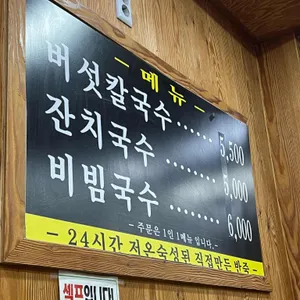 - 메뉴 -
버섯칼국수 ....... 5,500
잔치국수 ....... 5,000
비빔국수 ....... 6,000
- 주문은 1인 1메뉴 입니다. -
- 24시간 저온숙성된 직접만든 반죽 -
셀프입니다